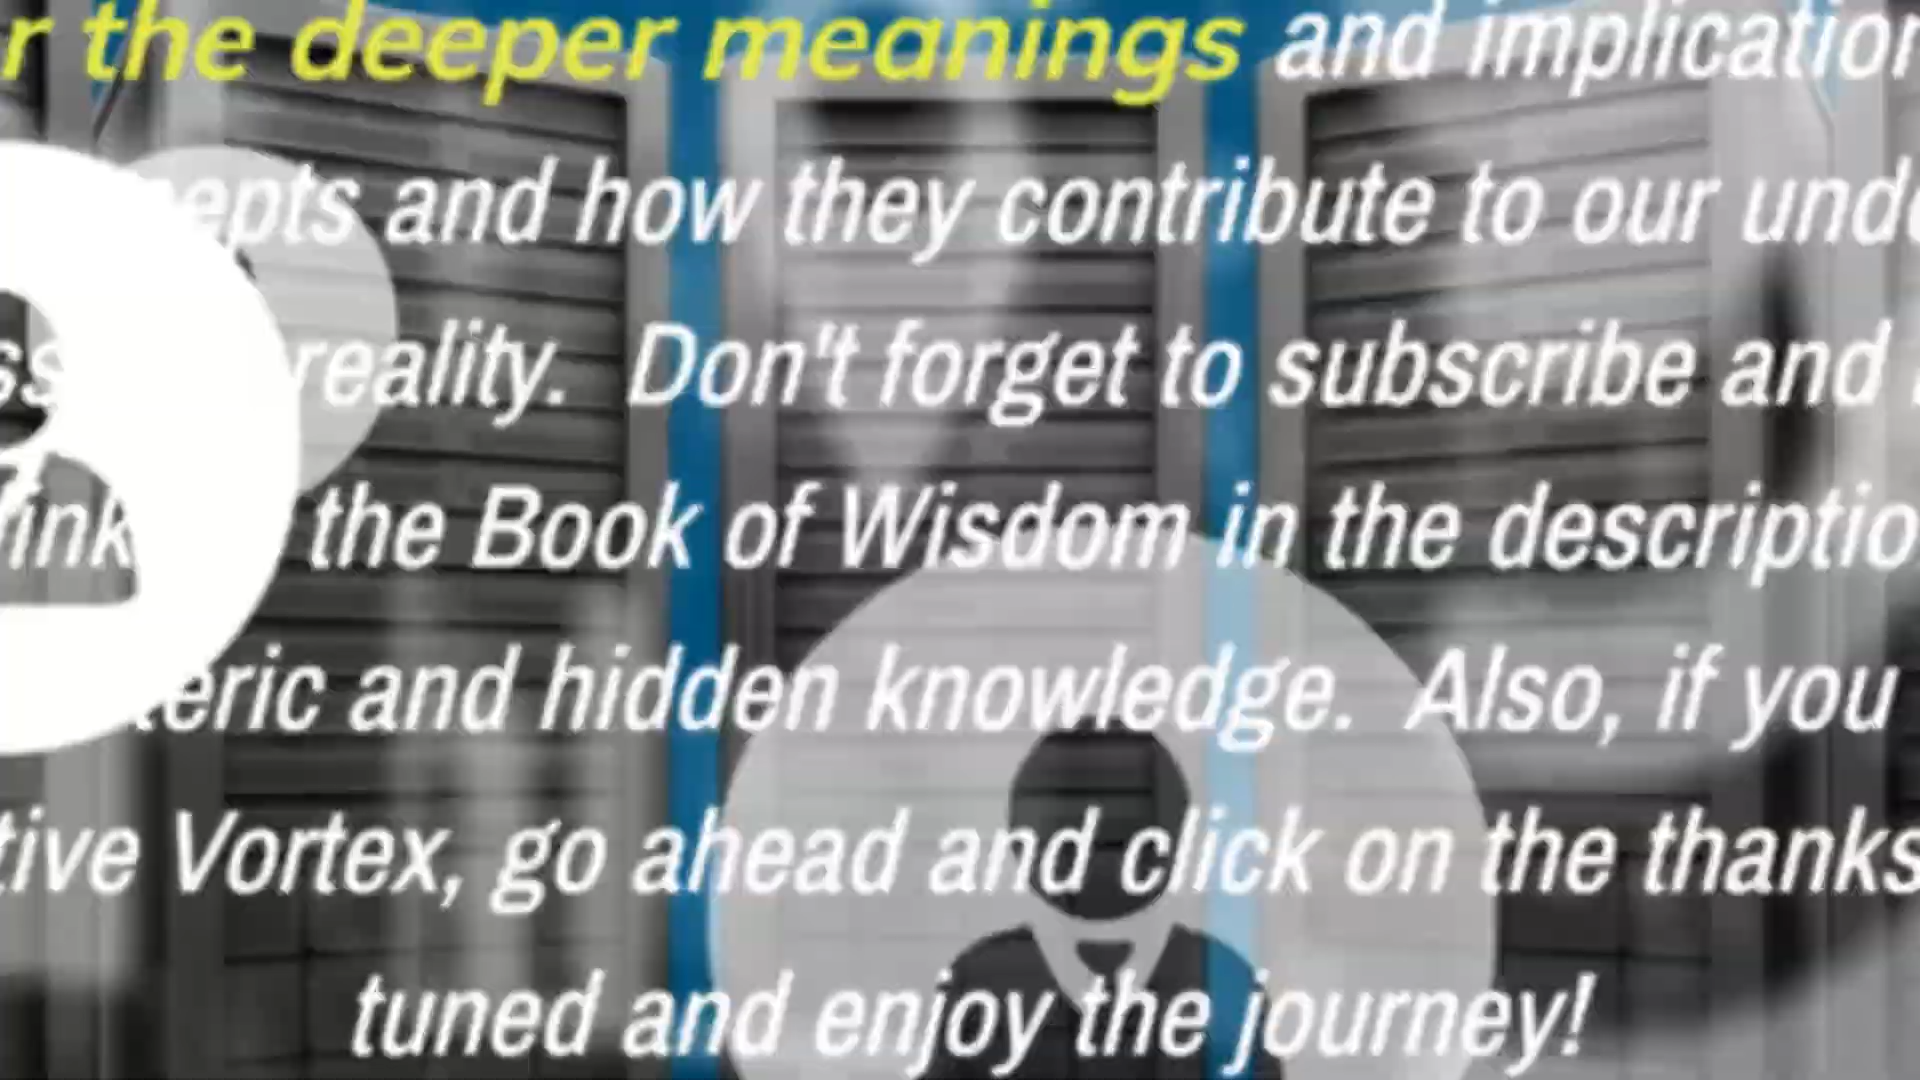 r the deeper meanings and implication
epts and how they contribute to our unde
ss reality. Don't forget to subscribe and
link the Book of Wisdom in the descriptio
teric and hidden knowledge. Also, if you
tive Vortex, go ahead and click on the thanks
tuned and enjoy the journey!